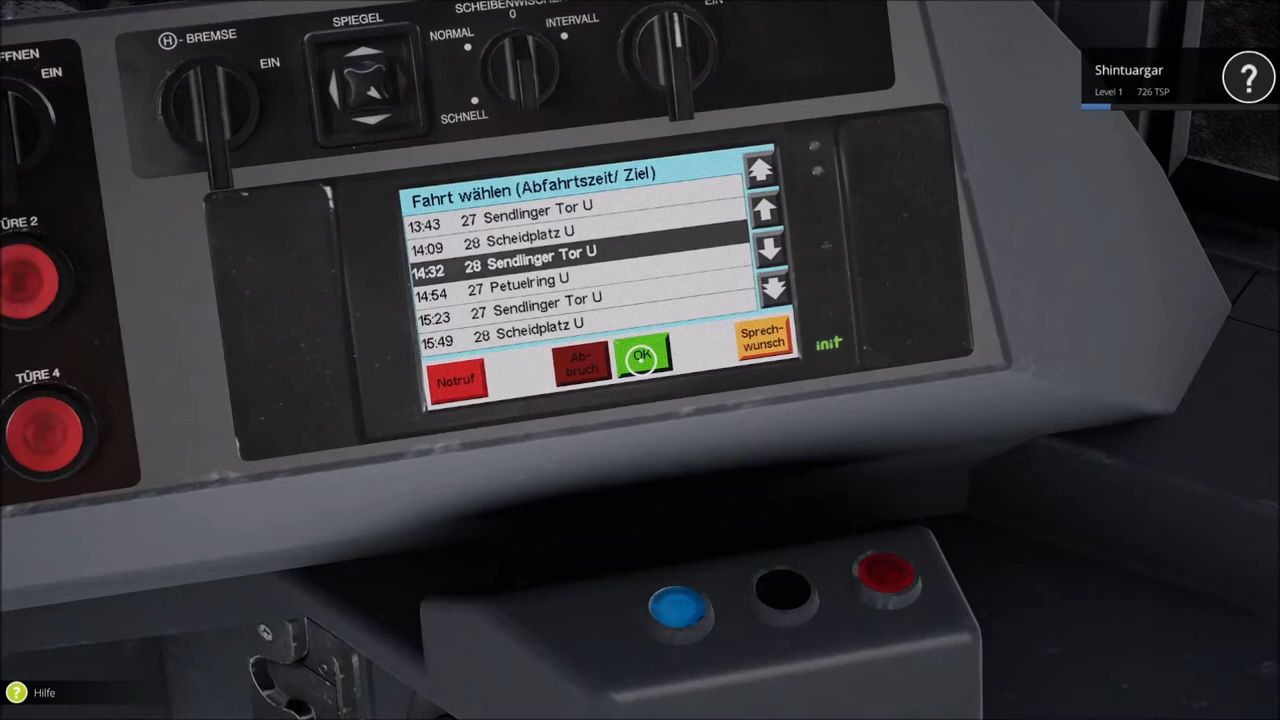 SCHEIBENWISCHER
SPIEGEL
0
EIN
H - BREMSE
NORMAL
INTERVALL
EIN
SCHNELL
EIN
Shintuargar
Level 1 726 TSP
?
TÜRE 2
TÜRE 4
Fahrt wählen (Abfahrtszeit/ Ziel)
13:43 27 Sendlinger Tor U
14:09 28 Scheidplatz U
14:32 28 Sendlinger Tor U
14:54 27 Petuelring U
15:23 27 Sendlinger Tor U
15:49 28 Scheidplatz U
Notruf
Ab-
bruch
OK
Sprech-
wunsch
init
? Hilfe